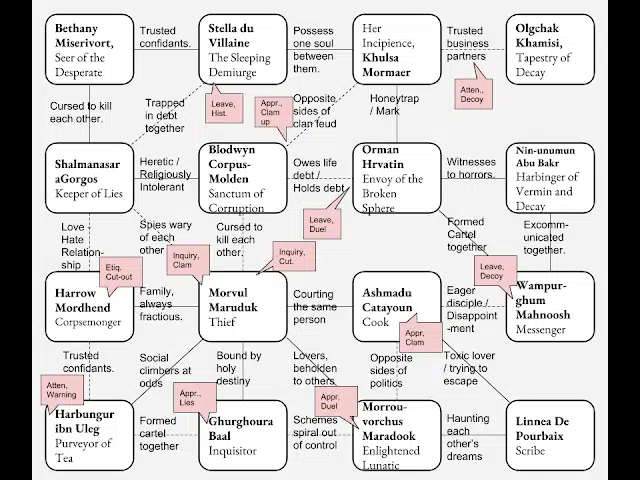 Bethany
Miserivort,
Seer of the
Desperate
Trusted
confidants.
Stella du
Villaine
The Sleeping
Demiurge
Possess
one soul
between
them.
Her
Incipience,
Khulsa
Mormaer
Trusted
business
partners
Olgchak
Khamisi,
Tapestry of
Decay
Atten,,
Decoy
Leave,
Hist.
Appr.,
Clam
up
Cursed to kill
each other.
Trapped
in debt
together
Opposite
sides of
clan feud
Honeytrap
/ Mark
Shalmanasar
aGorgos
Keeper of Lies
Heretic /
Religiously
Intolerant
Blodwyn
Corpus-
Molden
Sanctum of
Corruption
Owes life
debt /
Holds debt
Orman
Hrvatin
Envoy of the
Broken
Sphere
Witnesses
to horrors.
Nin-unumun
Abu Bakr
Harbinger of
Vermin and
Decay
Leave,
Duel
Love -
Hate
Relation-
ship
Spies wary
of each
other
Cursed to
kill each
other.
Formed
Cartel
together
Excomm-
unicated
together.
Etiq.
Cut-out
Inquiry,
Clam
Inquiry,
Cut.
Leave,
Decoy
Harrow
Mordhend
Corpsemonger
Family,
always
fractious.
Morvul
Maruduk
Thief
Courting
the same
person
Ashmadu
Catayoun
Cook
Eager
disciple /
Disappoint
-ment
Wampur-
ghum
Mahnoosh
Messenger
Appr,
Clam
Trusted
confidants.
Social
climbers at
odds
Bound by
holy
destiny
Lovers,
beholden
to others.
Opposite
sides of
politics
Toxic lover
/ trying to
escape
Atten,
Warning
Appr.,
Lies
Appr.,
Duel
Harbungur
ibn Uleg
Purveyor of
Tea
Formed
cartel
together
Ghurghoura
Baal
Inquisitor
Schemes
spiral out
of control
Morrou-
vorchus
Maradook
Enlightened
Lunatic
Haunting
each
other's
dreams
Linnea De
Pourbaix
Scribe